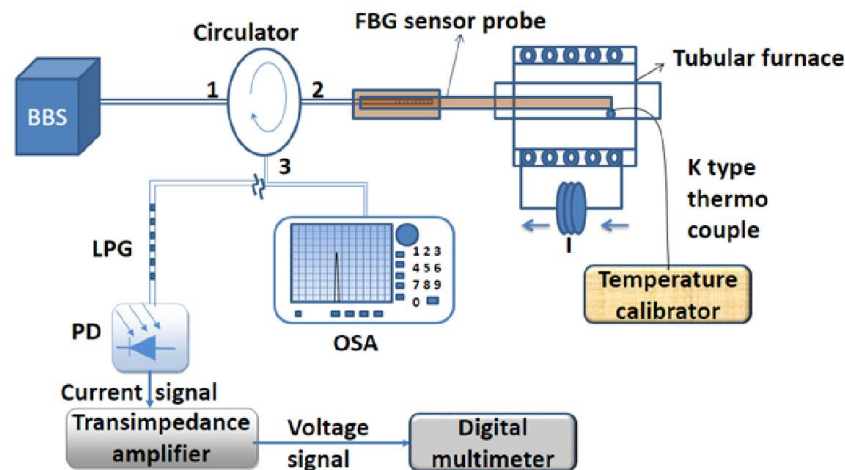 Circulator
FBG sensor probe
Tubular furnace
BBS
1
2
3
K type
thermo
couple
I
LPG
1 2 3
4 5 6
7 8 9
0
Temperature
calibrator
PD
OSA
Current signal
Transimpedance
amplifier
Voltage
signal
Digital
multimeter